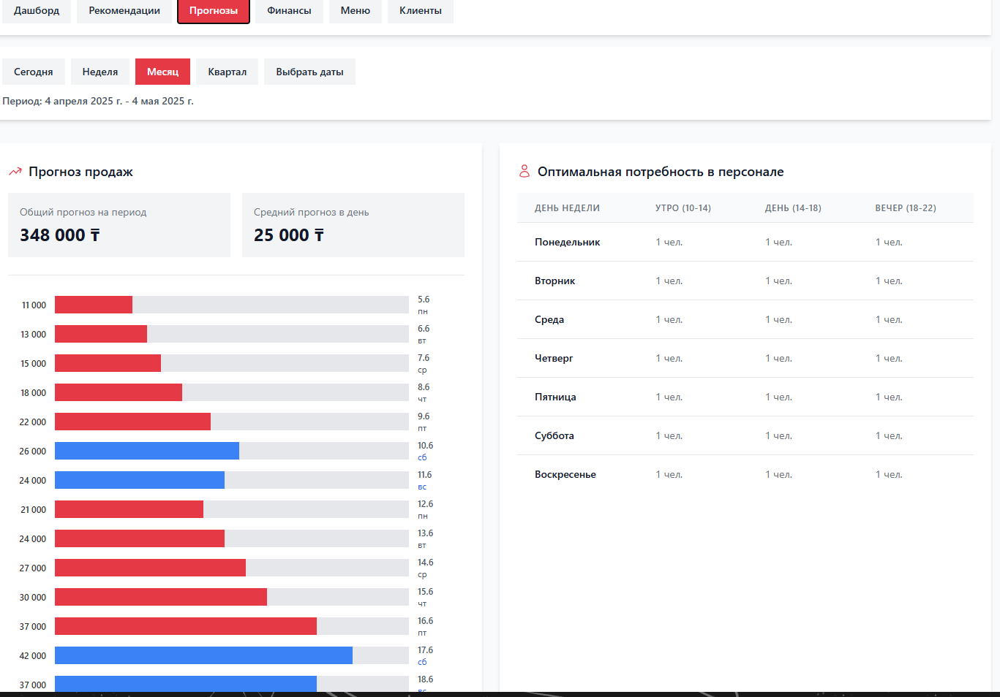 Дашборд Рекомендации Прогнозы Финансы Меню Клиенты
Сегодня Неделя Месяц Квартал Выбрать даты
Период: 4 апреля 2025 г. - 4 мая 2025 г.
Прогноз продаж
Общий прогноз на период
348 000 ₸
Средний прогноз в день
25 000 ₸
11 000 5.6
пн
13 000 6.6
вт
15 000 7.6
ср
18 000 8.6
чт
22 000 9.6
пт
26 000 10.6
сб
24 000 11.6
вс
21 000 12.6
пн
24 000 13.6
вт
27 000 14.6
ср
30 000 15.6
чт
37 000 16.6
пт
42 000 17.6
сб
37 000 18.6
вс
Оптимальная потребность в персонале
ДЕНЬ НЕДЕЛИ УТРО (10-14) ДЕНЬ (14-18) ВЕЧЕР (18-22)
Понедельник 1 чел. 1 чел. 1 чел.
Вторник 1 чел. 1 чел. 1 чел.
Среда 1 чел. 1 чел. 1 чел.
Четверг 1 чел. 1 чел. 1 чел.
Пятница 1 чел. 1 чел. 1 чел.
Суббота 1 чел. 1 чел. 1 чел.
Воскресенье 1 чел. 1 чел. 1 чел.